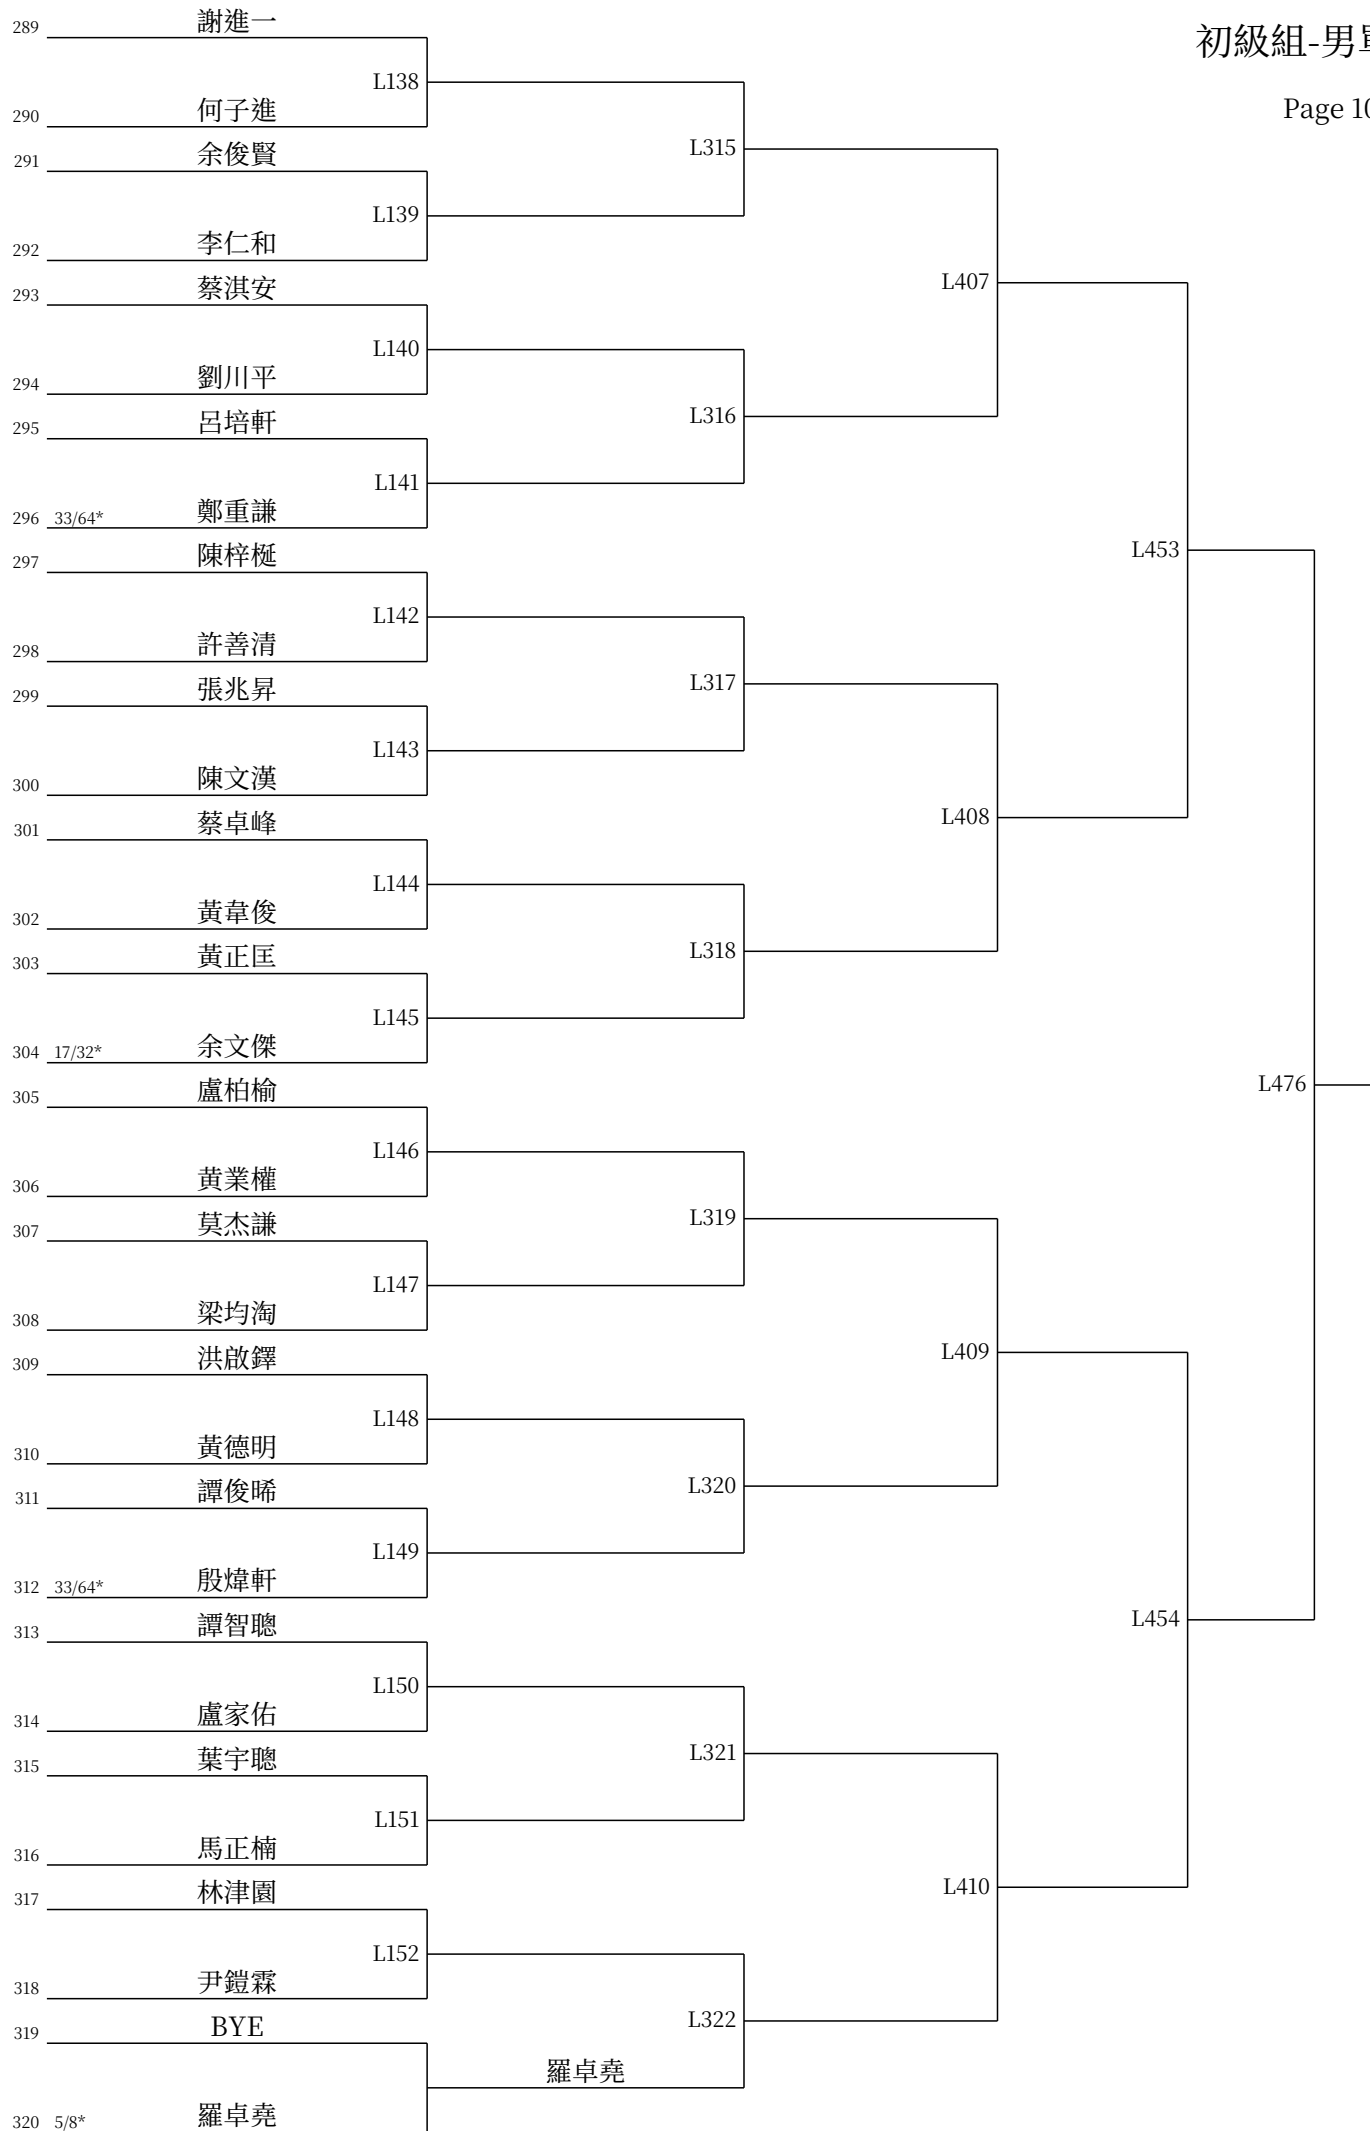 初級組-男單
Page 10
289 謝進一
L138
290 何子進
291 余俊賢
L315
L139
292 李仁和
293 蔡淇安
L407
L140
294 劉川平
295 呂培軒
L316
L141
296 33/64* 鄭重謙
297 陳梓梴
L453
L142
298 許善清
299 張兆昇
L317
L143
300 陳文漢
301 蔡卓峰
L408
L144
302 黃韋俊
303 黃正匡
L318
L145
304 17/32* 余文傑
305 盧柏榆
L476
L146
306 黃業權
307 莫杰謙
L319
L147
308 梁均淘
309 洪啟鐸
L409
L148
310 黃德明
311 譚俊晞
L320
L149
312 33/64* 殷煒軒
313 譚智聰
L454
L150
314 盧家佑
315 葉宇聰
L321
L151
316 馬正楠
317 林津園
L410
L152
318 尹鎧霖
319 BYE
L322
羅卓堯
320 5/8* 羅卓堯